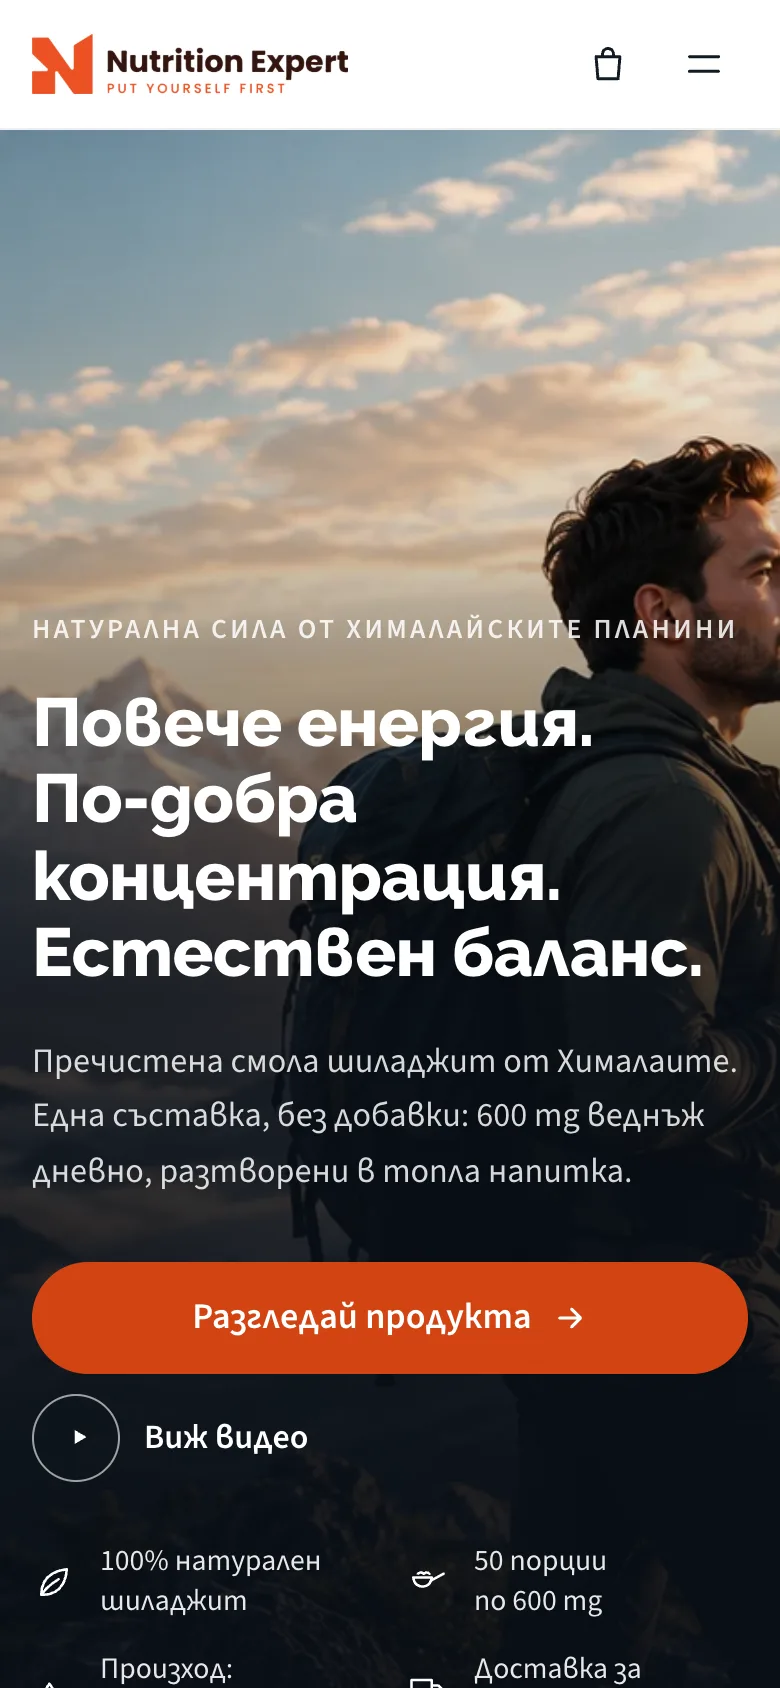 Nutrition Expert
PUT YOURSELF FIRST
НАТУРАЛНА СИЛА ОТ ХИМАЛАЙСКИТЕ ПЛАНИНИ
Повече енергия.
По-добра
концентрация.
Естествен баланс.
Пречистена смола шиладжит от Хималаите.
Една съставка, без добавки: 600 mg веднъж
дневно, разтворени в топла напитка.
Разгледай продукта →
Виж видео
100% натурален
шиладжит
50 порции
по 600 mg
Произход:
Доставка за